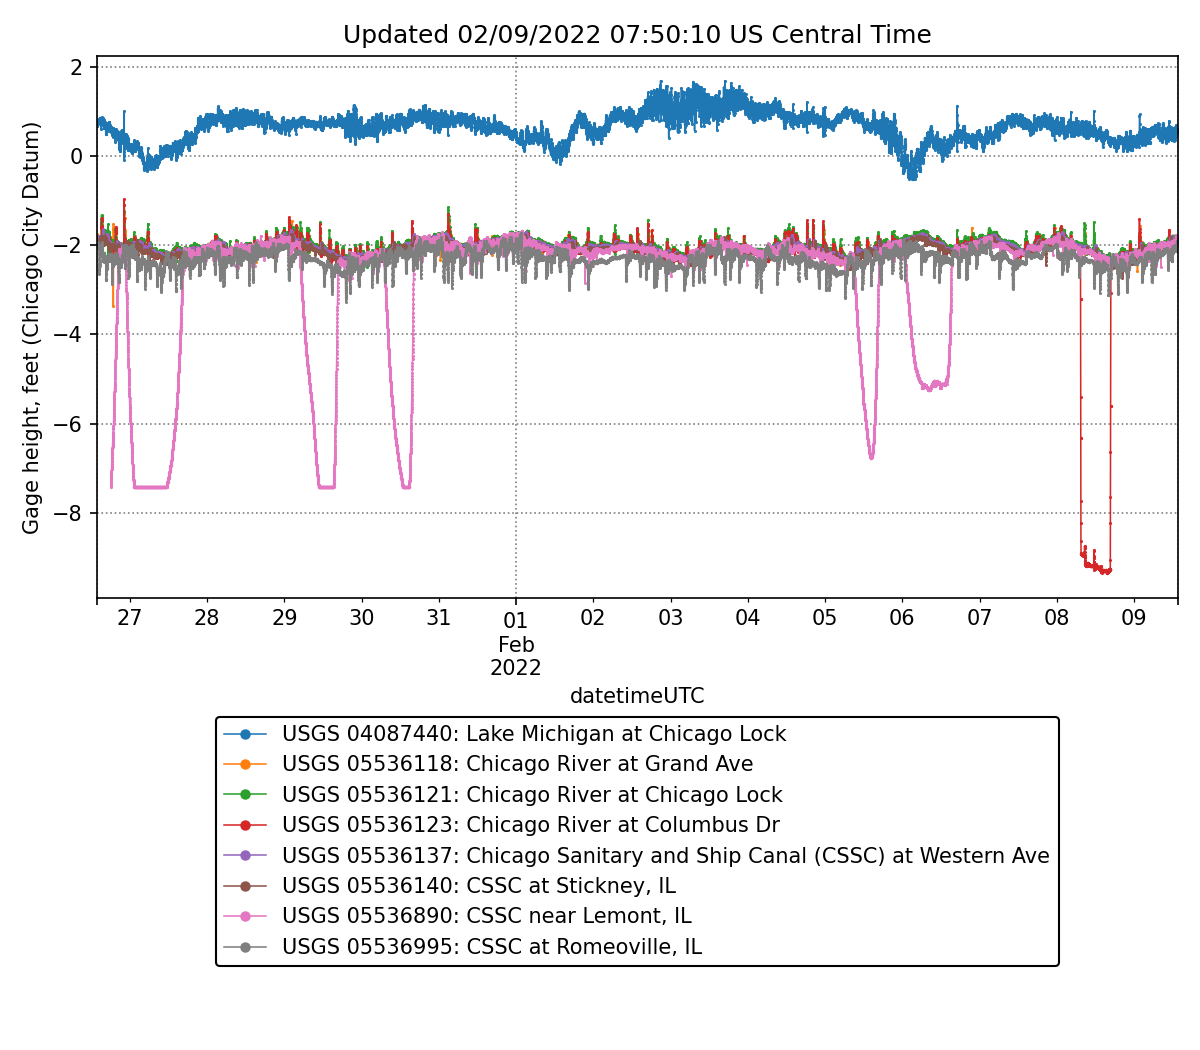 Updated 02/09/2022 07:50:10 US Central Time
Gage height, feet (Chicago City Datum)
2
0
−2
−4
−6
−8
27 28 29 30 31 01 02 03 04 05 06 07 08 09
Feb
2022
datetimeUTC
USGS 04087440: Lake Michigan at Chicago Lock
USGS 05536118: Chicago River at Grand Ave
USGS 05536121: Chicago River at Chicago Lock
USGS 05536123: Chicago River at Columbus Dr
USGS 05536137: Chicago Sanitary and Ship Canal (CSSC) at Western Ave
USGS 05536140: CSSC at Stickney, IL
USGS 05536890: CSSC near Lemont, IL
USGS 05536995: CSSC at Romeoville, IL